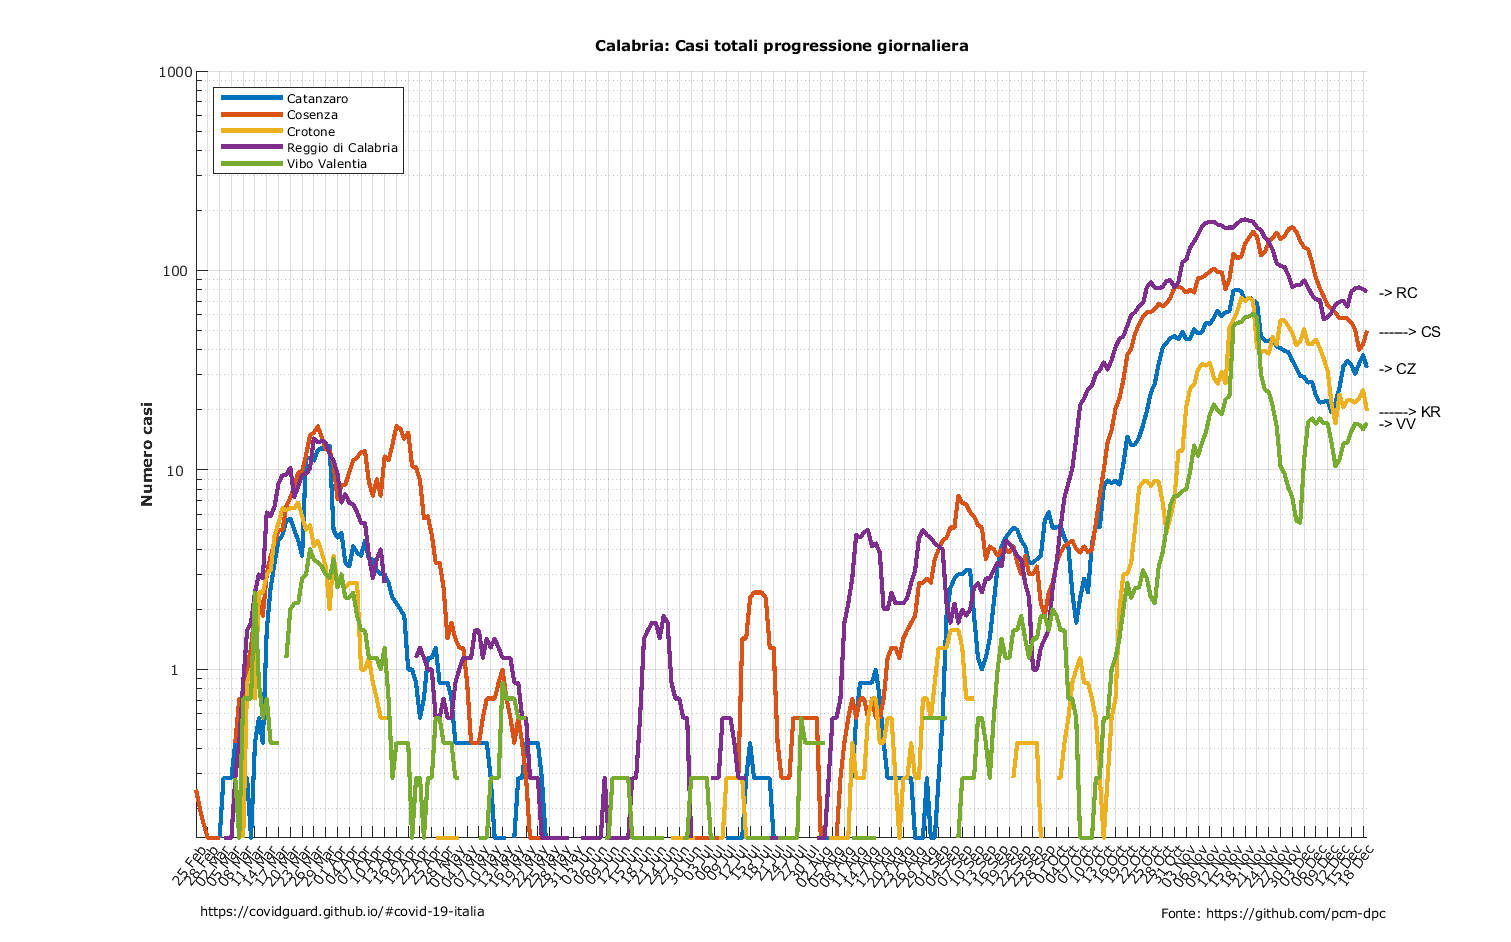 Calabria: Casi totali progressione giornaliera
1000
100
10
1
Numero casi
Catanzaro
Cosenza
Crotone
Reggio di Calabria
Vibo Valentia
-> RC
------> CS
-> CZ
------> KR
-> VV
25 Feb
28 Feb
02 Mar
05 Mar
08 Mar
11 Mar
14 Mar
17 Mar
20 Mar
23 Mar
26 Mar
29 Mar
01 Apr
04 Apr
07 Apr
10 Apr
13 Apr
16 Apr
19 Apr
22 Apr
25 Apr
28 Apr
01 May
04 May
07 May
10 May
13 May
16 May
19 May
22 May
25 May
28 May
31 May
03 Jun
06 Jun
09 Jun
12 Jun
15 Jun
18 Jun
21 Jun
24 Jun
27 Jun
30 Jun
03 Jul
06 Jul
09 Jul
12 Jul
15 Jul
18 Jul
21 Jul
24 Jul
27 Jul
30 Jul
02 Aug
05 Aug
08 Aug
11 Aug
14 Aug
17 Aug
20 Aug
23 Aug
26 Aug
29 Aug
01 Sep
04 Sep
07 Sep
10 Sep
13 Sep
16 Sep
19 Sep
22 Sep
25 Sep
28 Sep
01 Oct
04 Oct
07 Oct
10 Oct
13 Oct
16 Oct
19 Oct
22 Oct
25 Oct
28 Oct
31 Oct
03 Nov
06 Nov
09 Nov
12 Nov
15 Nov
18 Nov
21 Nov
24 Nov
27 Nov
30 Nov
03 Dec
06 Dec
09 Dec
12 Dec
15 Dec
18 Dec
https://covidguard.github.io/#covid-19-italia
Fonte: https://github.com/pcm-dpc